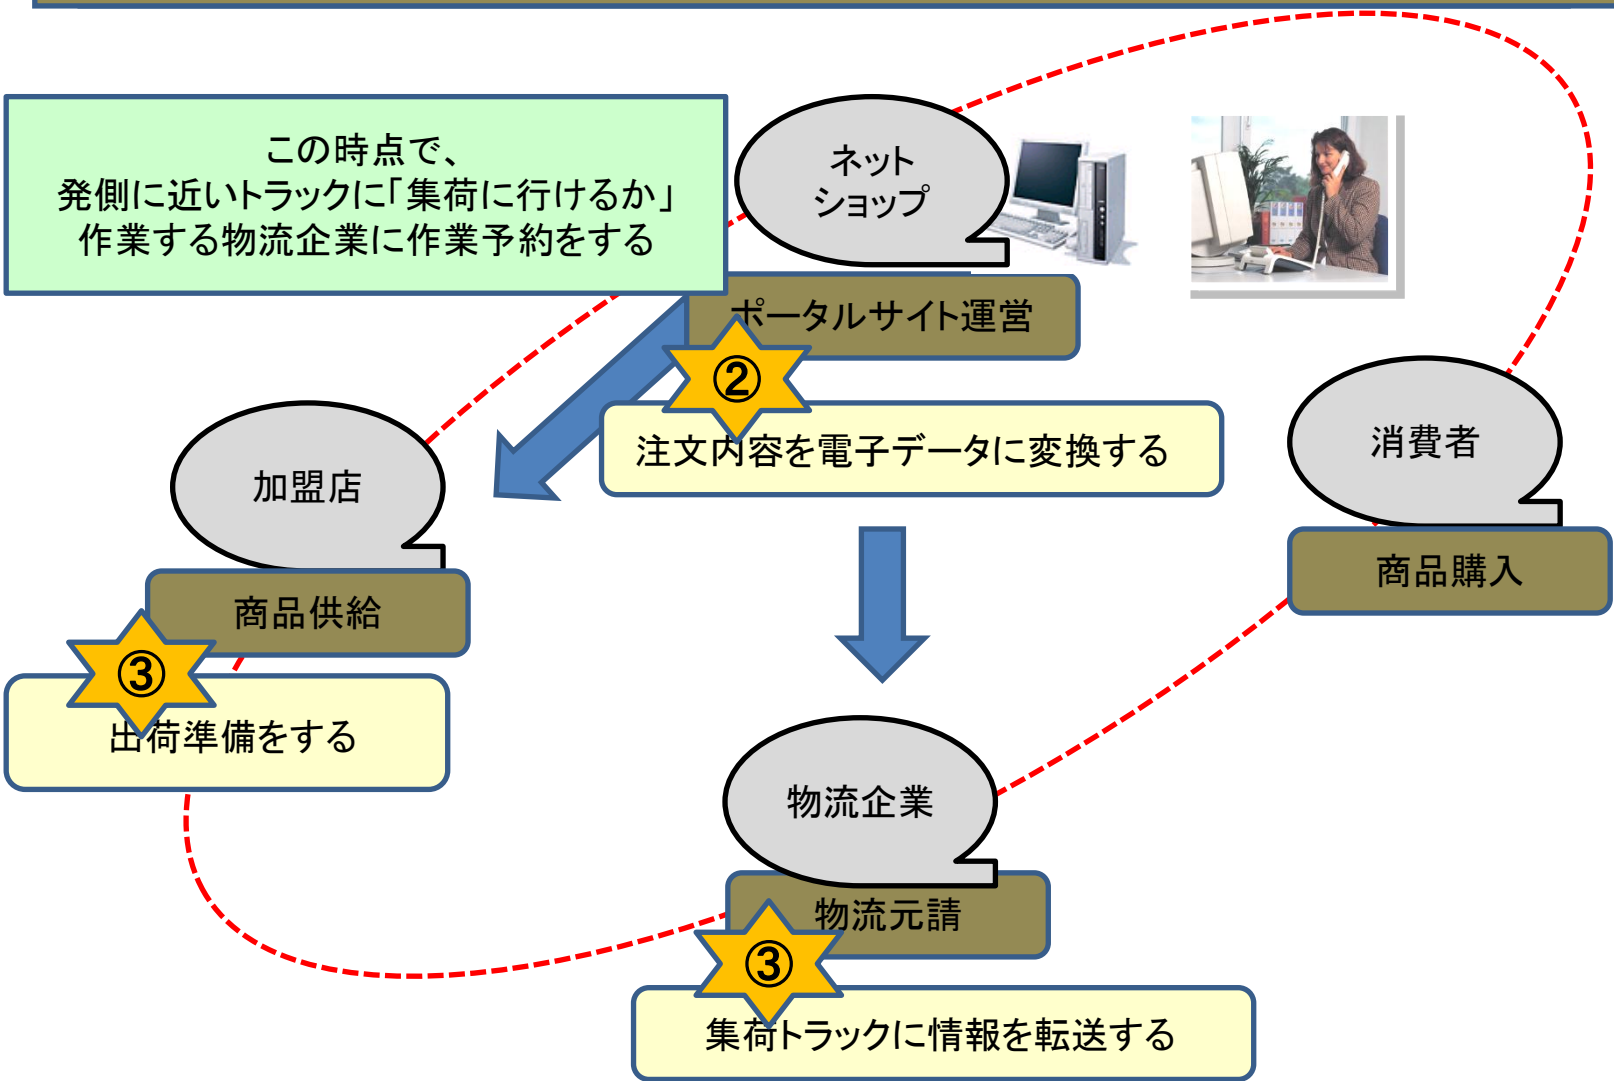 この時点で、
発側に近いトラックに「集荷に行けるか」
作業する物流企業に作業予約をする
ネット
ショップ
ポータルサイト運営
②
注文内容を電子データに変換する
消費者
商品購入
加盟店
商品供給
③
出荷準備をする
物流企業
物流元請
③
集荷トラックに情報を転送する